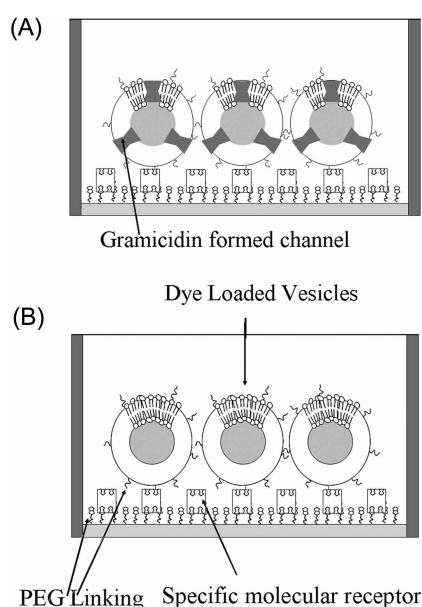 (A)
Gramicidin formed channel
Dye Loaded Vesicles
(B)
PEG Linking Specific molecular receptor